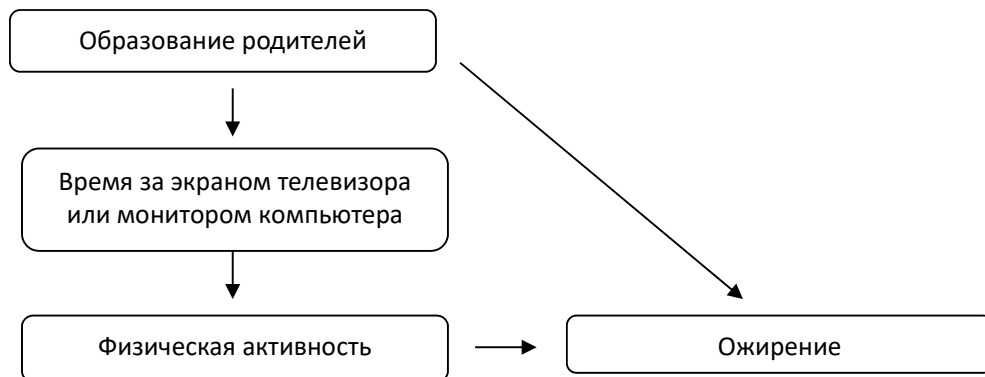 Образование родителей
Время за экраном телевизора
или монитором компьютера
Физическая активность
Ожирение